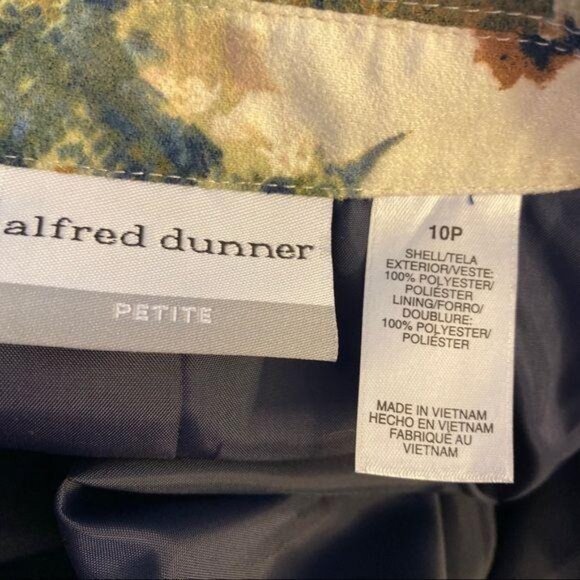 alfred dunner
PETITE
10P
SHELL/TELA
EXTERIOR/VESTE:
100% POLYESTER/
POLIÉSTER
LINING/FORRO/
DOUBLURE:
100% POLYESTER/
POLIÉSTER
MADE IN VIETNAM
HECHO EN VIETNAM
FABRIQUÉ AU
VIETNAM